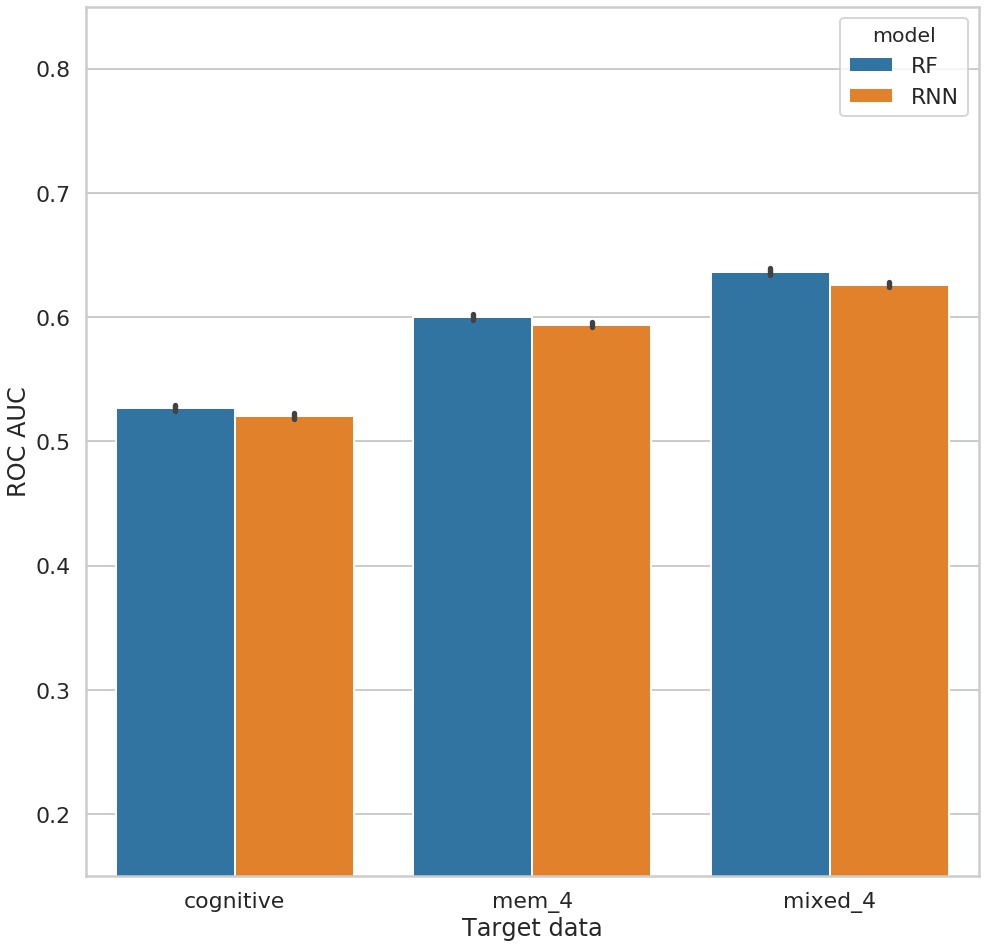 model
RF
RNN
0.8
0.7
0.6
0.5
0.4
0.3
0.2
ROC AUC
cognitive
mem_4
mixed_4
Target data